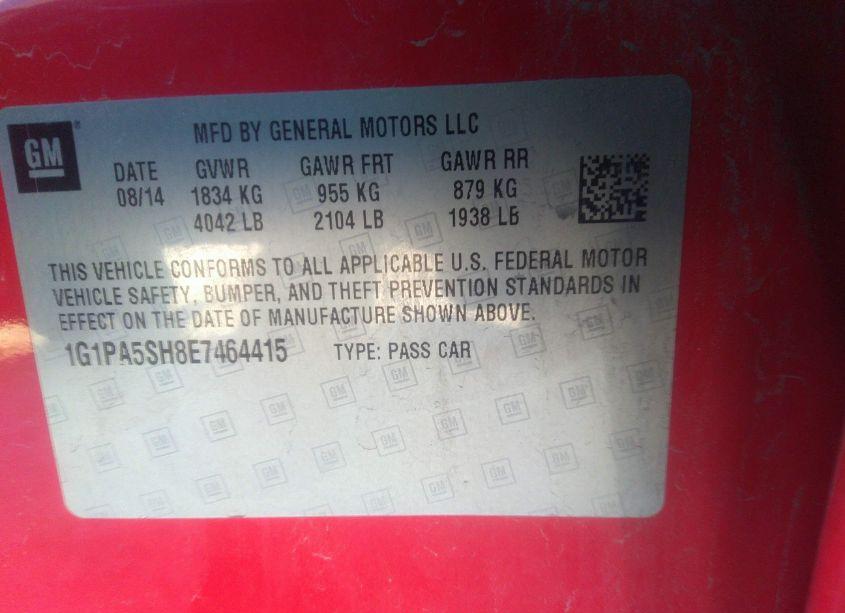 GM
MFD BY GENERAL MOTORS LLC
DATE GVWR GAWR FRT GAWR RR
08/14 1834 KG 955 KG 879 KG
4042 LB 2104 LB 1938 LB
THIS VEHICLE CONFORMS TO ALL APPLICABLE U.S. FEDERAL MOTOR
VEHICLE SAFETY, BUMPER, AND THEFT PREVENTION STANDARDS IN
EFFECT ON THE DATE OF MANUFACTURE SHOWN ABOVE.
1G1PA5SH8E7464415 TYPE: PASS CAR